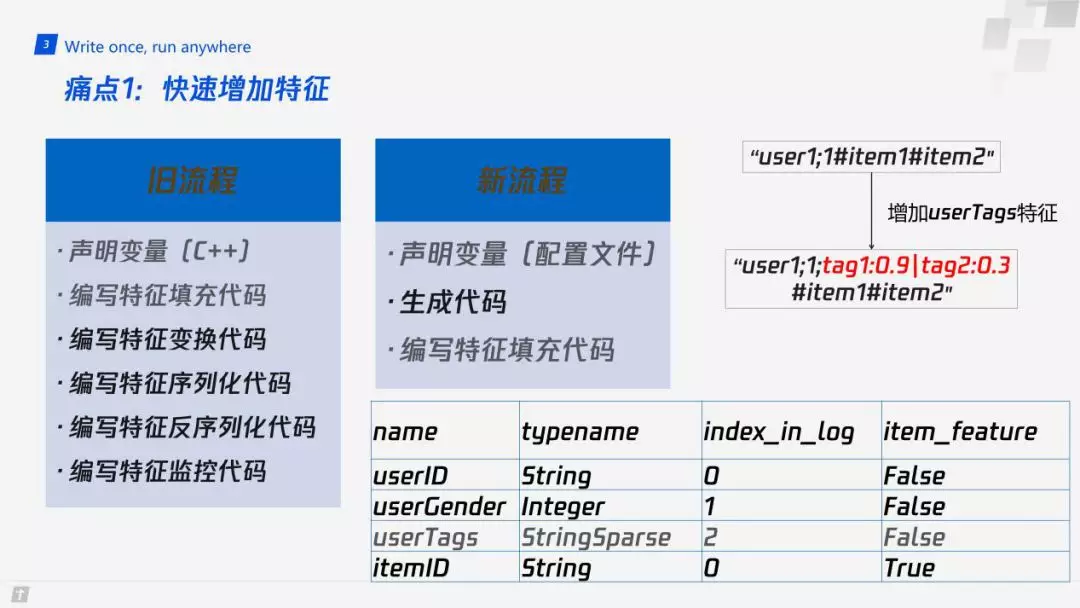 3 Write once, run anywhere
痛点1：快速增加特征
旧流程
·声明变量（C++）
·编写特征填充代码
·编写特征变换代码
·编写特征序列化代码
·编写特征反序列化代码
·编写特征监控代码
新流程
·声明变量（配置文件）
·生成代码
·编写特征填充代码
“user1;1#item1#item2”
增加userTags特征
“user1;1;tag1:0.9|tag2:0.3
#item1#item2”
name typename index_in_log item_feature
userID String 0 False
userGender Integer 1 False
userTags StringSparse 2 False
itemID String 0 True